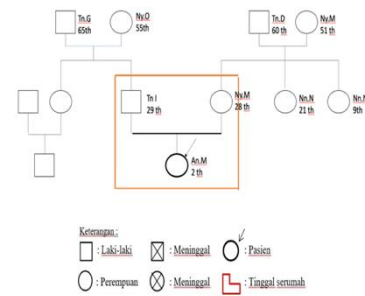 Tn.G
65th
Ny.O
55th
Tn.D
60 th
Ny.M
51 th
Tn I
29 th
Ny.M
28 th
Nn.N
21 th
Nn.N
9th
An.M
2 th
Keterangan :
: Laki-laki
: Meninggal
: Pasien
: Perempuan
: Meninggal
: Tinggal serumah